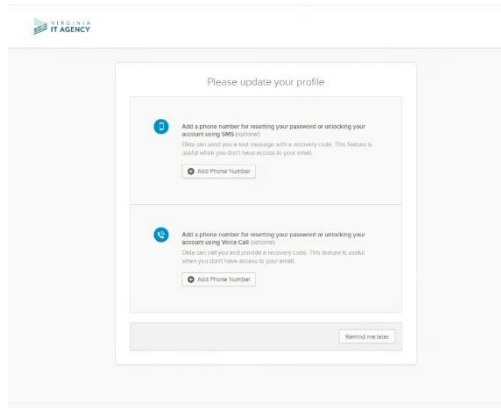 VIRGINIA
IT AGENCY
Please update your profile
Add a phone number for resetting your password or unlocking your
account using SMS (optional)
Okta can send you a text message with a recovery code. This feature is
useful when you don't have access to your email.
Add Phone Number
Add a phone number for resetting your password or unlocking your
account using Voice Call (optional)
Okta can call you and provide a recovery code. This feature is useful
when you don't have access to your email.
Add Phone Number
Remind me later